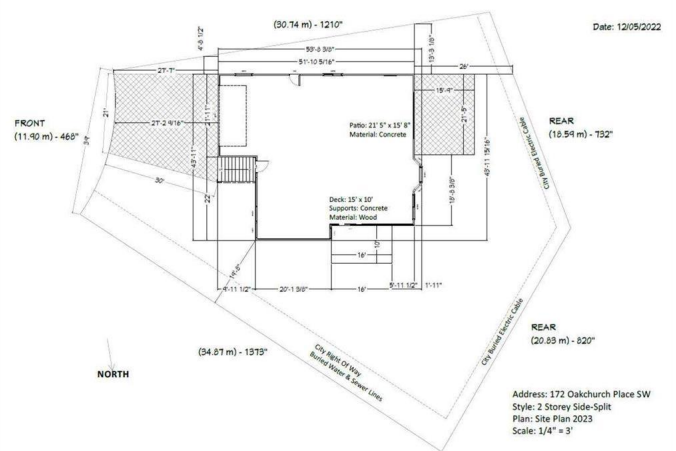 (30.74 m) - 1210"
Date: 12/05/2022
4'-8 1/2"
53'-8 3/8"
51'-10 5/16"
13'-3 1/8"
27'-7"
26'
15'-9"
FRONT
(11.90 m) - 468"
39'
21'
27'-2 9/16"
21'-11"
43'-11"
Patio: 21' 5" x 15' 8"
Material: Concrete
21'-8"
REAR
(18.59 m) - 732"
City Buried Electric Cable
43'-11 15/16"
18'-8 3/8"
30'
22'
Deck: 15' x 10'
Supports: Concrete
Material: Wood
10'
16'
14'-8"
9'-11 1/2"
20'-1 3/8"
16'
5'-11 1/2"
1'-11"
City Buried Electric Cable
REAR
(20.83 m) - 820"
(34.87 m) - 1373"
City Right Of Way
Buried Water & Sewer Lines
NORTH
Address: 172 Oakchurch Place SW
Style: 2 Storey Side-Split
Plan: Site Plan 2023
Scale: 1/4" = 3'